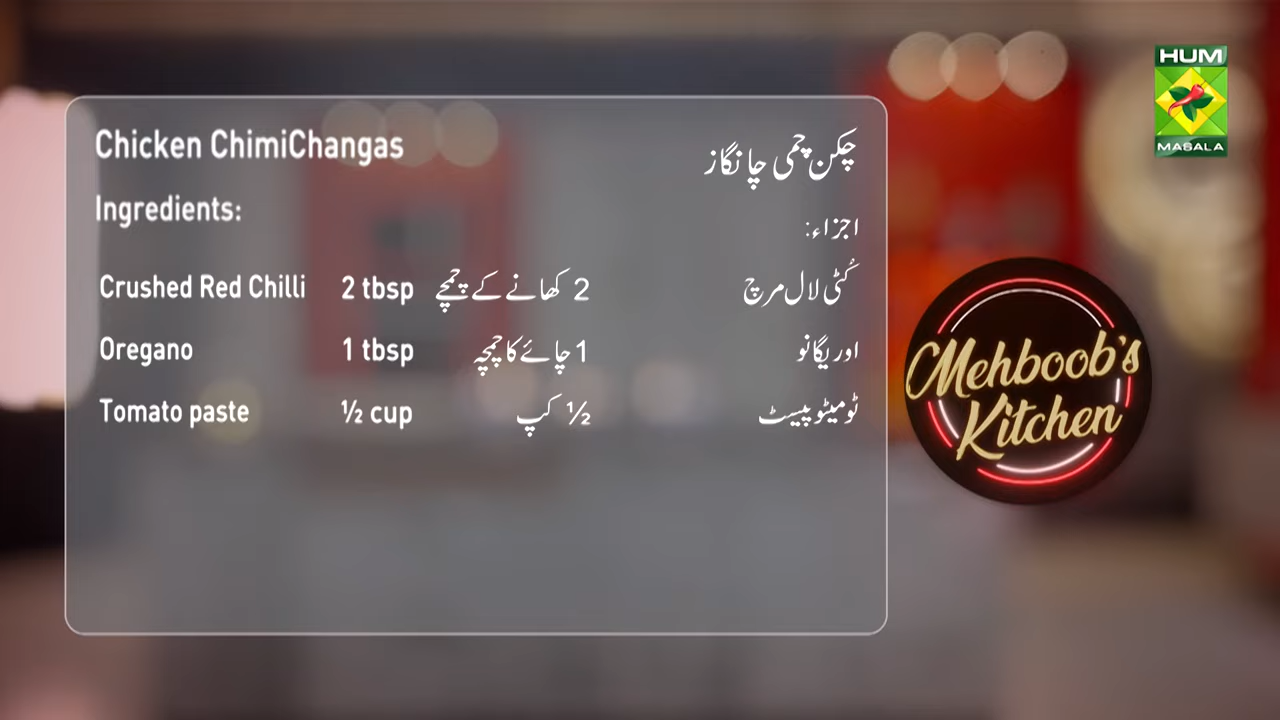 HUM
MASALA
Chicken ChimiChangas چکن چمی چانگاز
Ingredients: اجزاء:
Crushed Red Chilli 2 tbsp 2 کھانے کے چمچے کُٹی لال مرچ
Oregano 1 tbsp 1 چائے کا چمچہ اوریگانو
Tomato paste ½ cup ½ کپ ٹومیٹو پیسٹ
Mehboob's
Kitchen